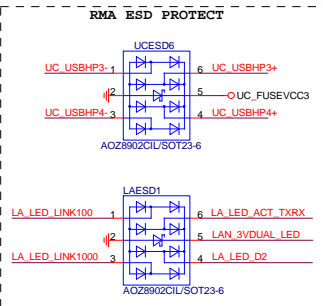 RMA ESD PROTECT
UCESD6
UC_USBHP3- 1 6 UC_USBHP3+
2 5 UC_FUSEVCC3
UC_USBHP4- 3 4 UC_USBHP4+
AOZ8902CIL/SOT23-6
LAESD1
LA_LED_LINK100 1 6 LA_LED_ACT_TXRX
2 5 LAN_3VDUAL_LED
LA_LED_LINK1000 3 4 LA_LED_D2
AOZ8902CIL/SOT23-6